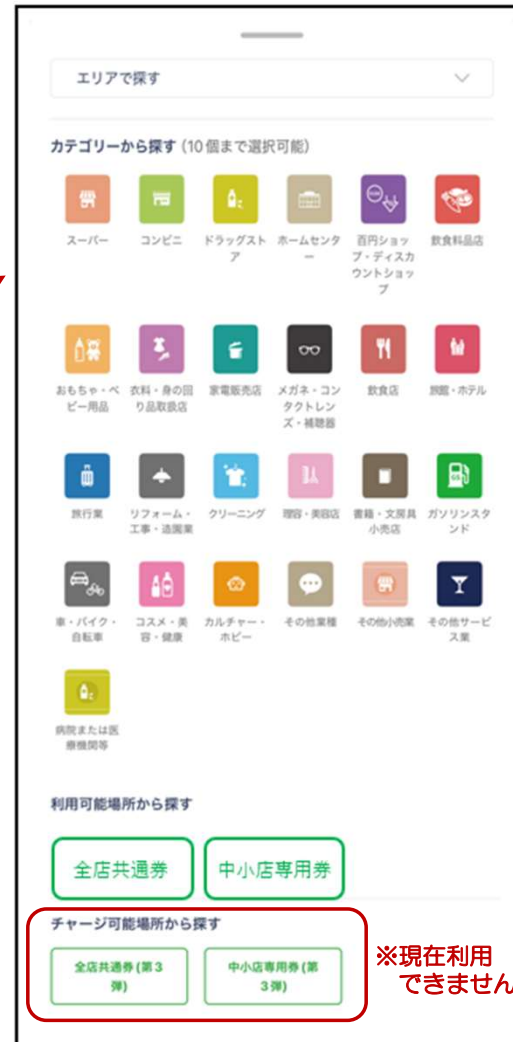 エリアで探す
カテゴリーから探す (10個まで選択可能)
スーパー
コンビニ
ドラッグスト
ア
ホームセンタ
ー
百円ショッ
プ・ディスカ
ウントショッ
プ
飲食料品店
おもちゃ・ベ
ビー用品
衣料・身の回
り品取扱店
家電販売店
メガネ・コン
タクトレン
ズ・補聴器
飲食店
旅館・ホテル
旅行業
リフォーム・
工事・造園業
クリーニング
理容・美容店
書籍・文房具
小売店
ガソリンスタ
ンド
車・バイク・
自転車
コスメ・美
容・健康
カルチャー・
ホビー
その他業種
その他小売業
その他サービ
ス業
病院または医
療機関等
利用可能場所から探す
全店共通券
中小店専用券
チャージ可能場所から探す
全店共通券(第3
弾)
中小店専用券(第
3弾)
※現在利用
できません